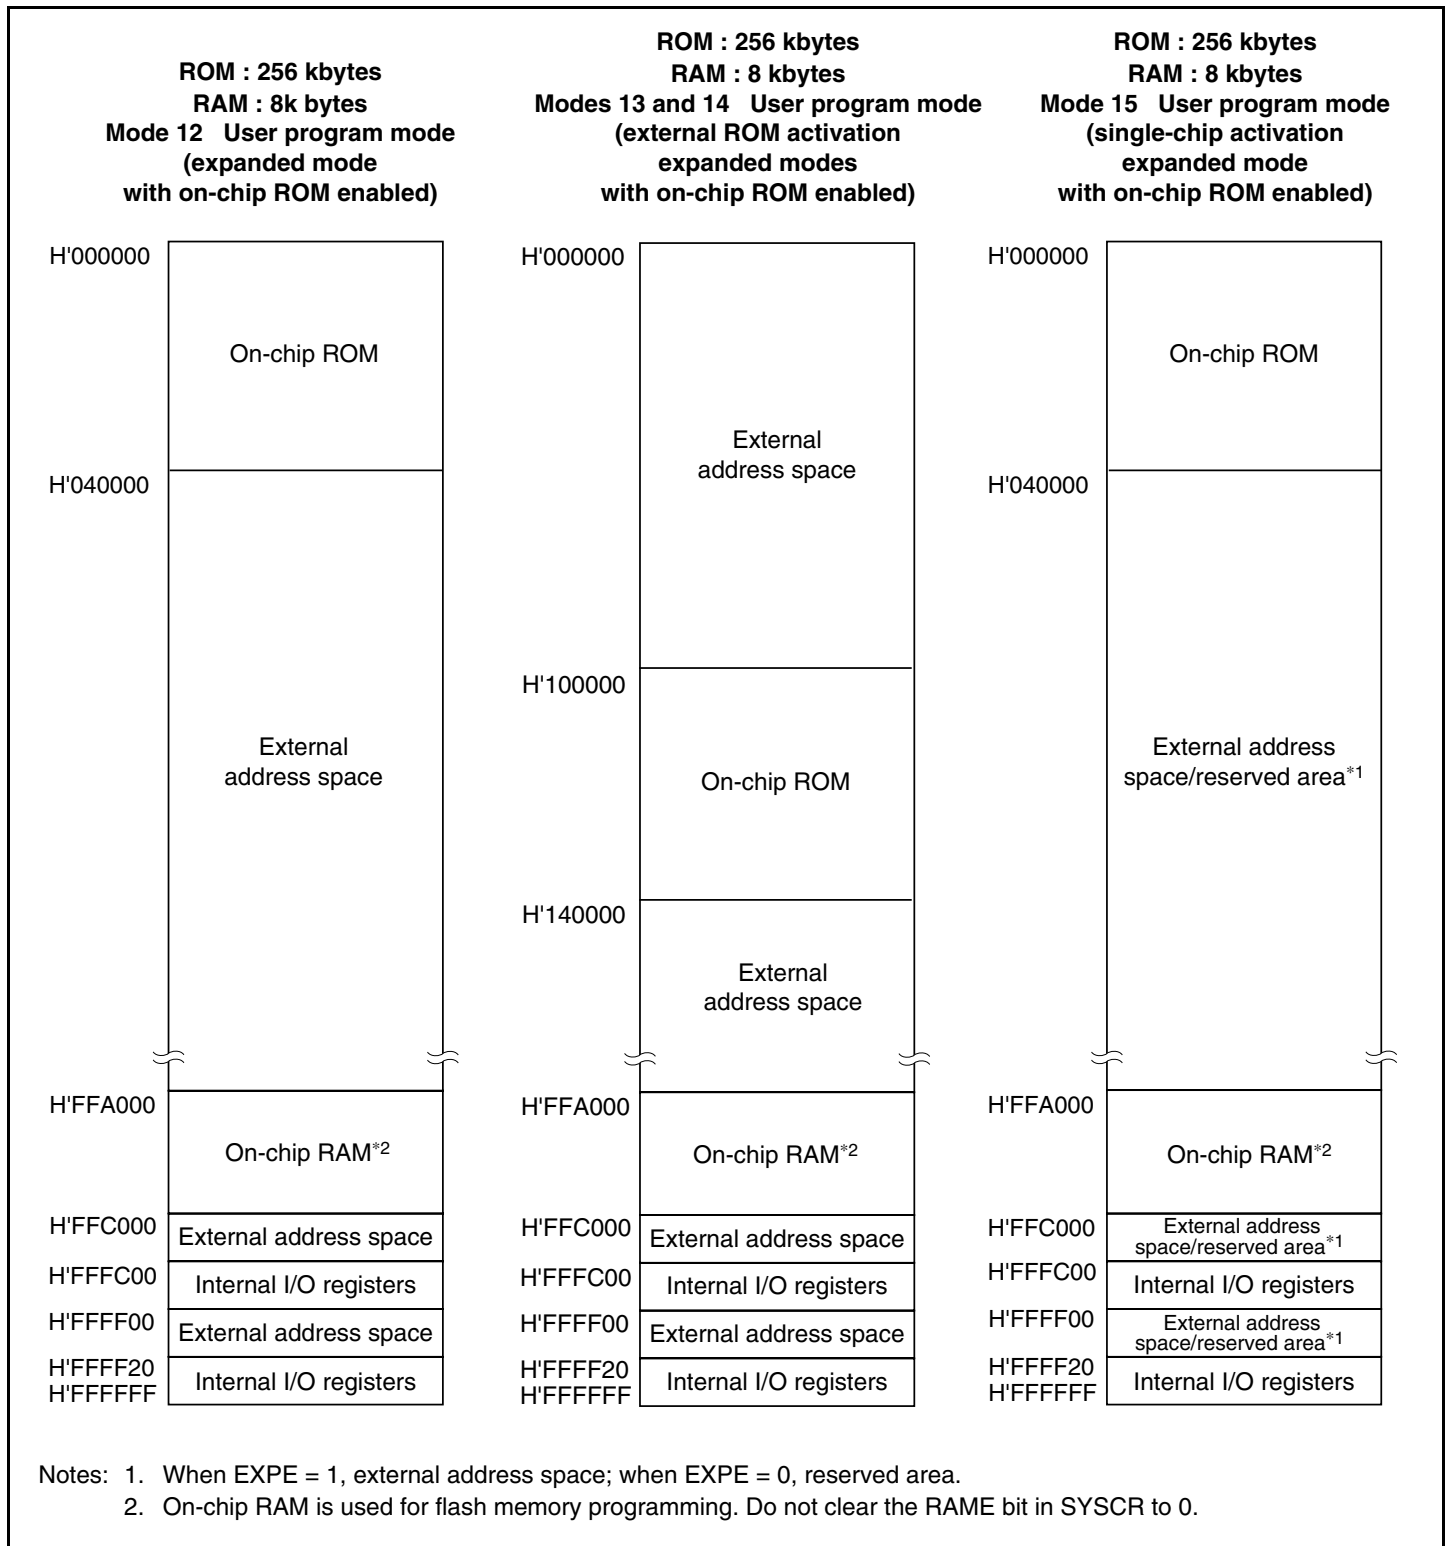 ROM : 256 kbytes
RAM : 8k bytes
Mode 12   User program mode
(expanded mode
with on-chip ROM enabled)
H'000000
On-chip ROM
H'040000
External
address space
H'FFA000
On-chip RAM*2
H'FFC000
External address space
H'FFFC00
Internal I/O registers
H'FFFF00
External address space
H'FFFF20
Internal I/O registers
H'FFFFFF
ROM : 256 kbytes
RAM : 8 kbytes
Modes 13 and 14   User program mode
(external ROM activation
expanded modes
with on-chip ROM enabled)
H'000000
External
address space
H'100000
On-chip ROM
H'140000
External
address space
H'FFA000
On-chip RAM*2
H'FFC000
External address space
H'FFFC00
Internal I/O registers
H'FFFF00
External address space
H'FFFF20
Internal I/O registers
H'FFFFFF
ROM : 256 kbytes
RAM : 8 kbytes
Mode 15   User program mode
(single-chip activation
expanded mode
with on-chip ROM enabled)
H'000000
On-chip ROM
H'040000
External address
space/reserved area*1
H'FFA000
On-chip RAM*2
H'FFC000
External address
space/reserved area*1
H'FFFC00
Internal I/O registers
H'FFFF00
External address
space/reserved area*1
H'FFFF20
Internal I/O registers
H'FFFFFF
Notes: 1. When EXPE = 1, external address space; when EXPE = 0, reserved area.
2. On-chip RAM is used for flash memory programming. Do not clear the RAME bit in SYSCR to 0.